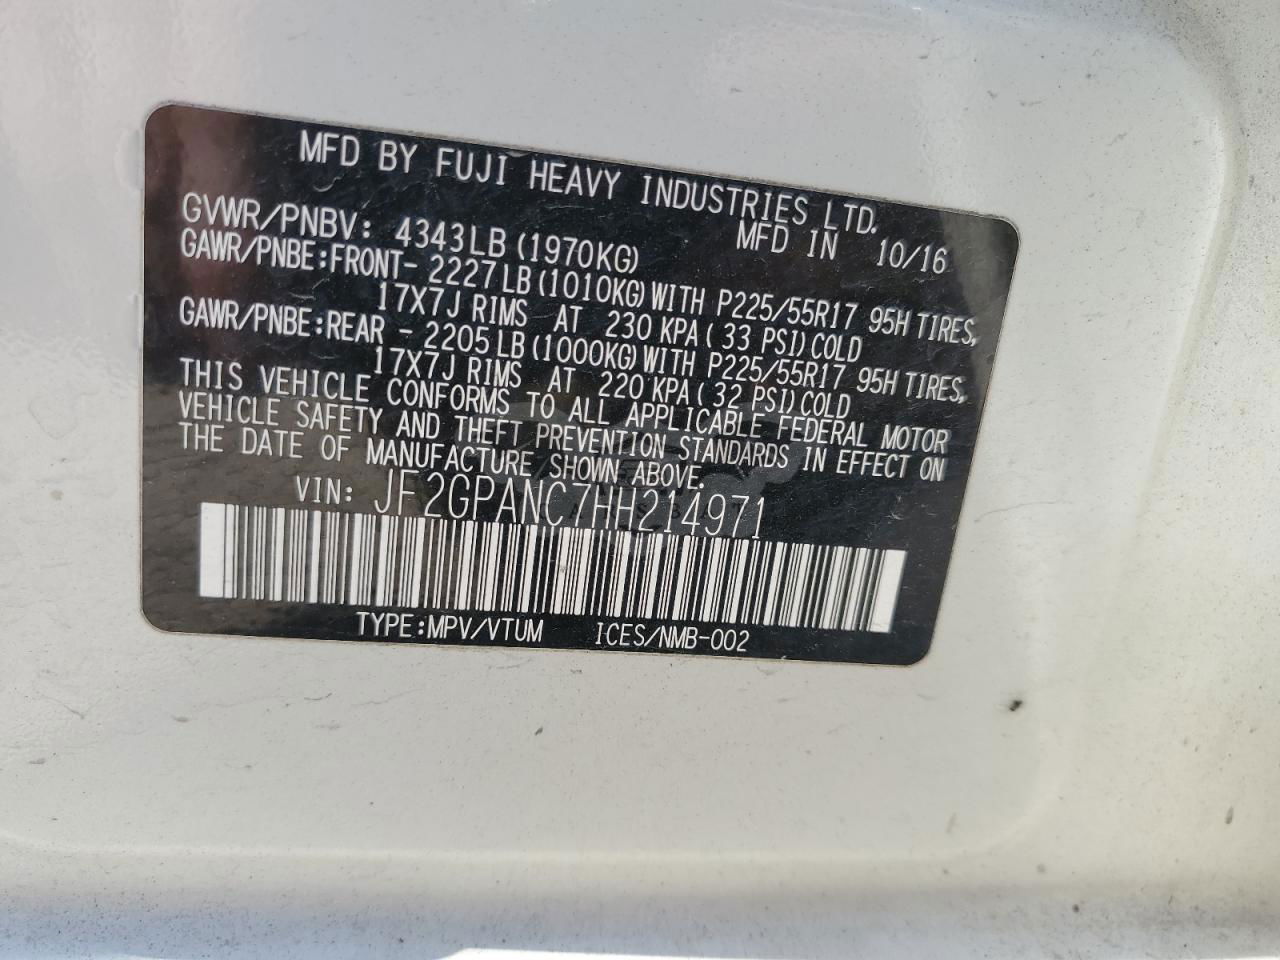 MFD BY FUJI HEAVY INDUSTRIES LTD.
MFD IN 10/16
GVWR/PNBV: 4343LB (1970KG)
GAWR/PNBE:FRONT- 2227LB(1010KG)WITH P225/55R17 95H TIRES,
17X7J RIMS AT 230 KPA( 33 PSI)COLD
GAWR/PNBE:REAR - 2205LB(1000KG)WITH P225/55R17 95H TIRES,
17X7J RIMS AT 220 KPA( 32 PSI)COLD
THIS VEHICLE CONFORMS TO ALL APPLICABLE FEDERAL MOTOR
VEHICLE SAFETY AND THEFT PREVENTION STANDARDS IN EFFECT ON
THE DATE OF MANUFACTURE SHOWN ABOVE.
VIN: JF2GPANC7HH214971
TYPE:MPV/VTUM ICES/NMB-002